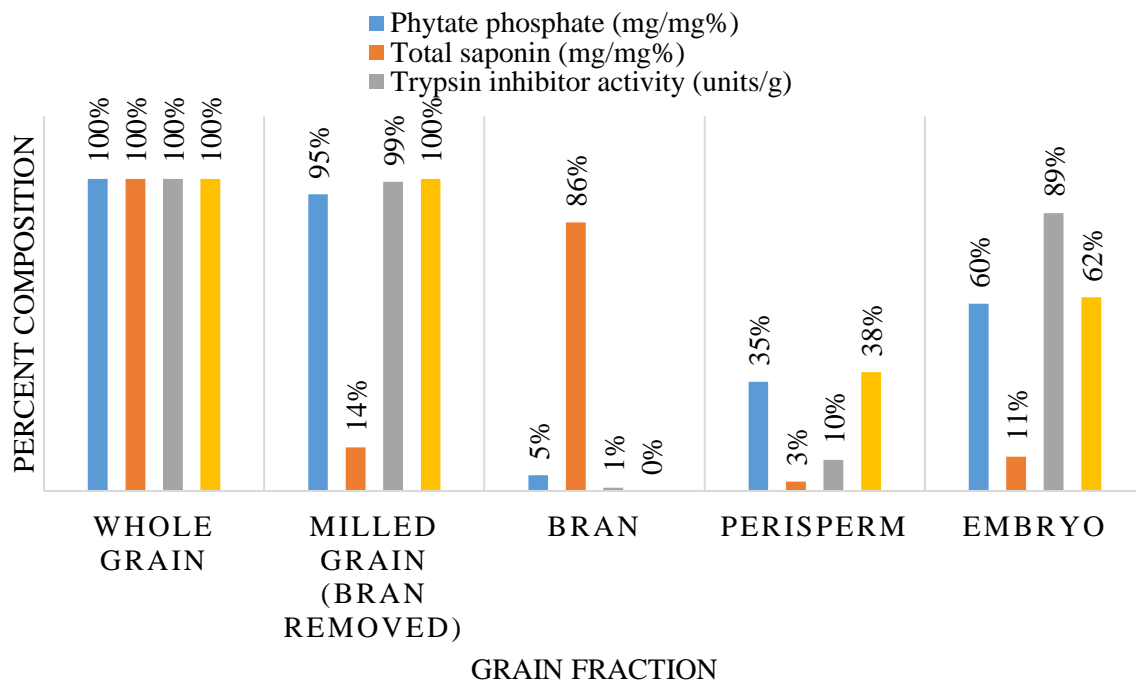 Phytate phosphate (mg/mg%)
Total saponin (mg/mg%)
Trypsin inhibitor activity (units/g)
PERCENT COMPOSITION
100%
100%
100%
100%
95%
14%
99%
100%
5%
86%
1%
0%
35%
3%
10%
38%
60%
11%
89%
62%
WHOLE
GRAIN
MILLED
GRAIN
(BRAN
REMOVED)
BRAN
PERISPERM
EMBRYO
GRAIN FRACTION